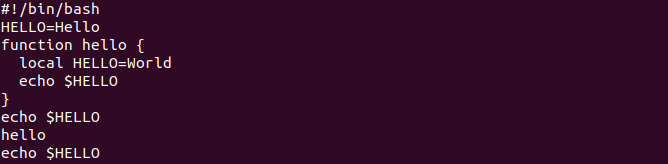 #!/bin/bash
HELLO=Hello
function hello {
  local HELLO=World
  echo $HELLO
}
echo $HELLO
hello
echo $HELLO